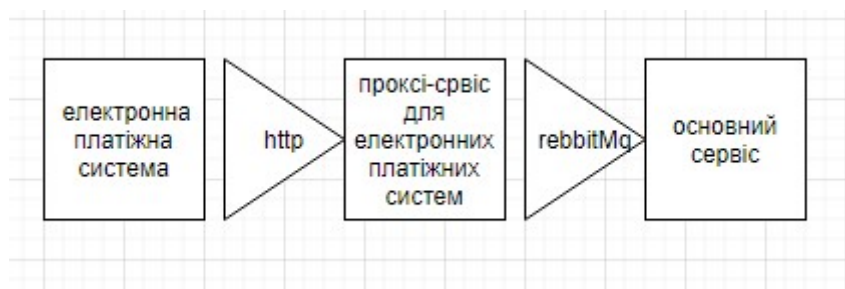 електронна
платіжна
система
http
проксі-срвіс
для
електронних
платіжних
систем
rebbitMq
основний
сервіс